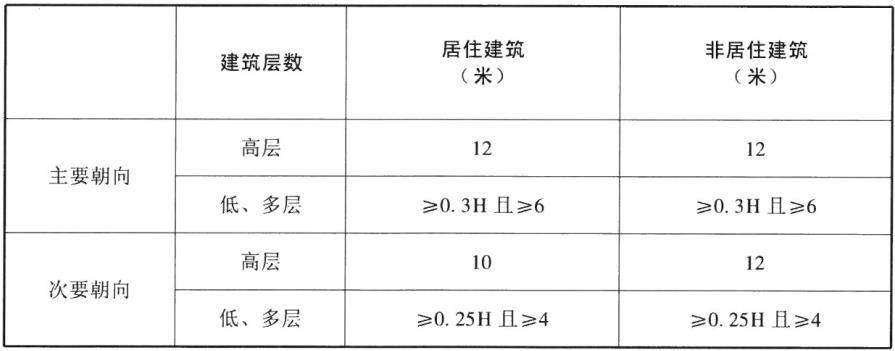 建筑层数
居住建筑
（米）
非居住建筑
（米）
主要朝向
高层
12
12
低、多层
≥0.3H 且≥6
≥0.3H 且≥6
次要朝向
高层
10
12
低、多层
≥0.25H 且≥4
≥0.25H 且≥4